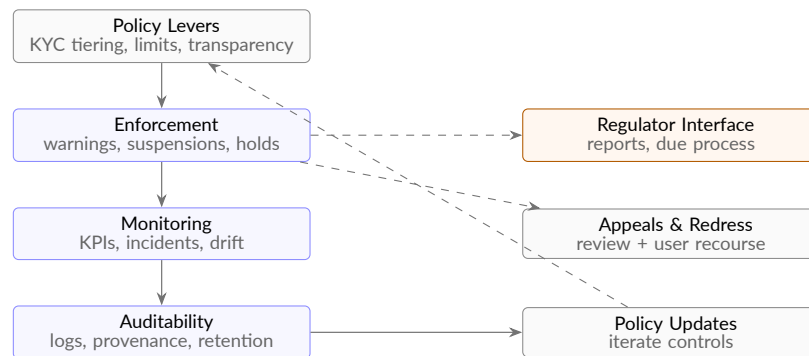 Policy Levers
KYC tiering, limits, transparency
Enforcement
warnings, suspensions, holds
Regulator Interface
reports, due process
Monitoring
KPIs, incidents, drift
Appeals & Redress
review + user recourse
Auditability
logs, provenance, retention
Policy Updates
iterate controls